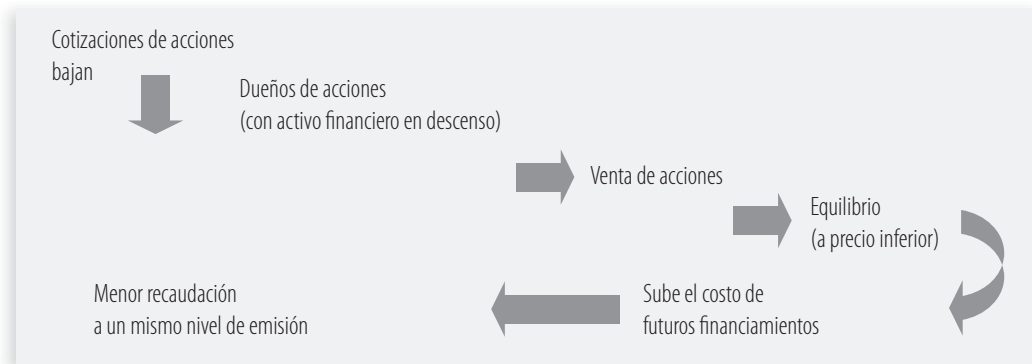 Cotizaciones de acciones
bajan
Dueños de acciones
(con activo financiero en descenso)
Venta de acciones
Equilibrio
(a precio inferior)
Sube el costo de
futuros financiamientos
Menor recaudación
a un mismo nivel de emisión